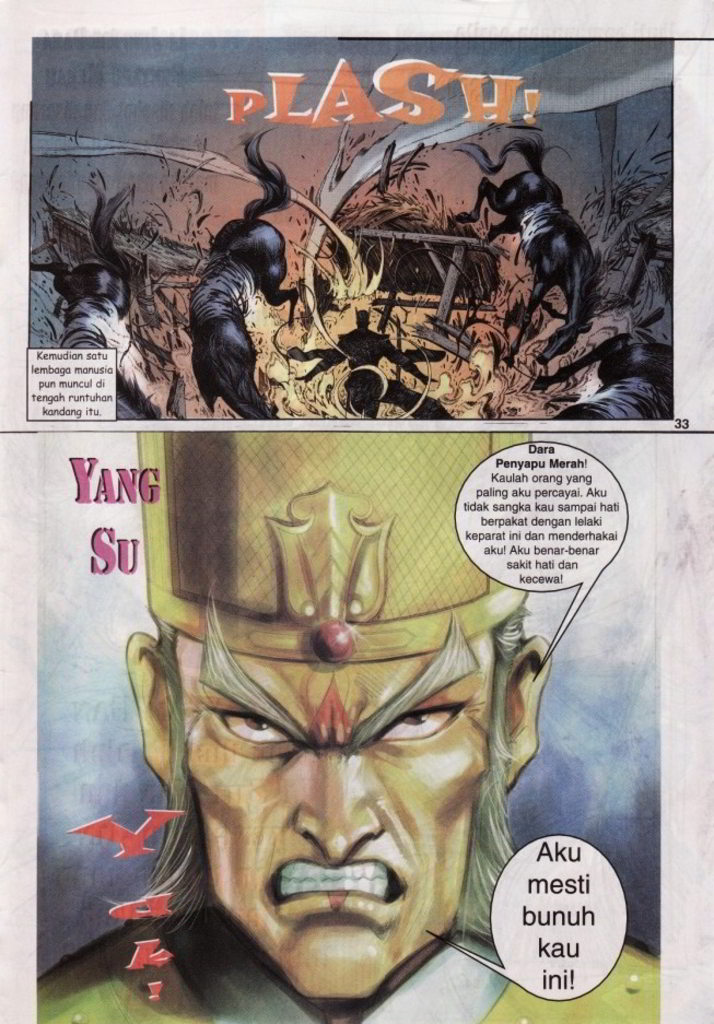 PLASH!
Kemudian satu
lembaga manusia
pun muncul di
tengah runtuhan
kandang itu.
33
YANG
SU
Dara
Penyapu Merah!
Kaulah orang yang
paling aku percayai. Aku
tidak sangka kau sampai hati
berpakat dengan lelaki
keparat ini dan menderhakai
aku! Aku benar-benar
sakit hati dan
kecewa!
Yak!
Aku
mesti
bunuh
kau
ini!